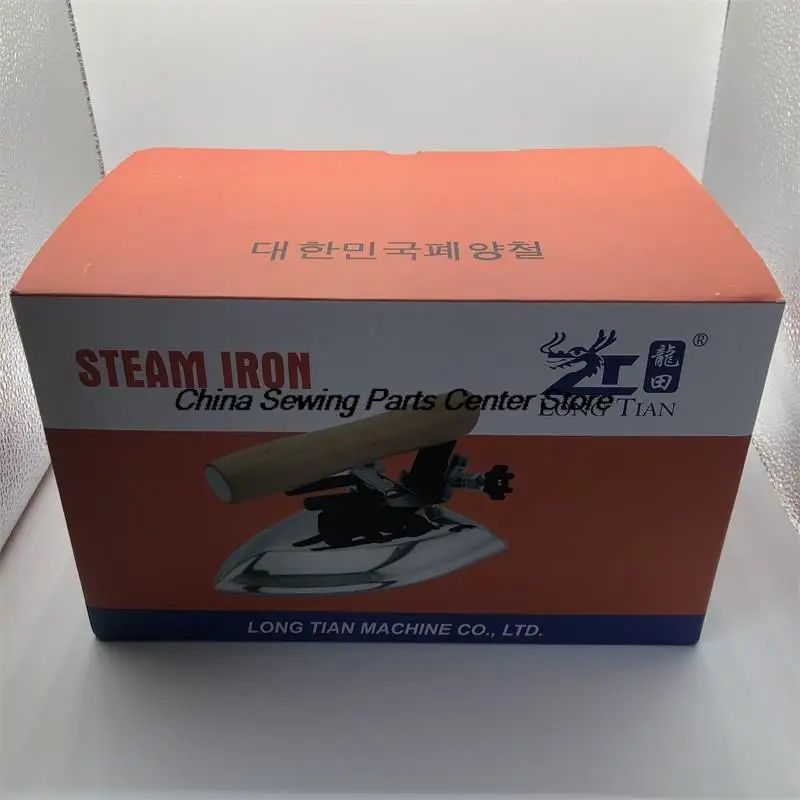 대한민국폐양철
STEAM IRON
龍田
®
LONG TIAN
China Sewing Parts Center Store
LONG TIAN MACHINE CO., LTD.